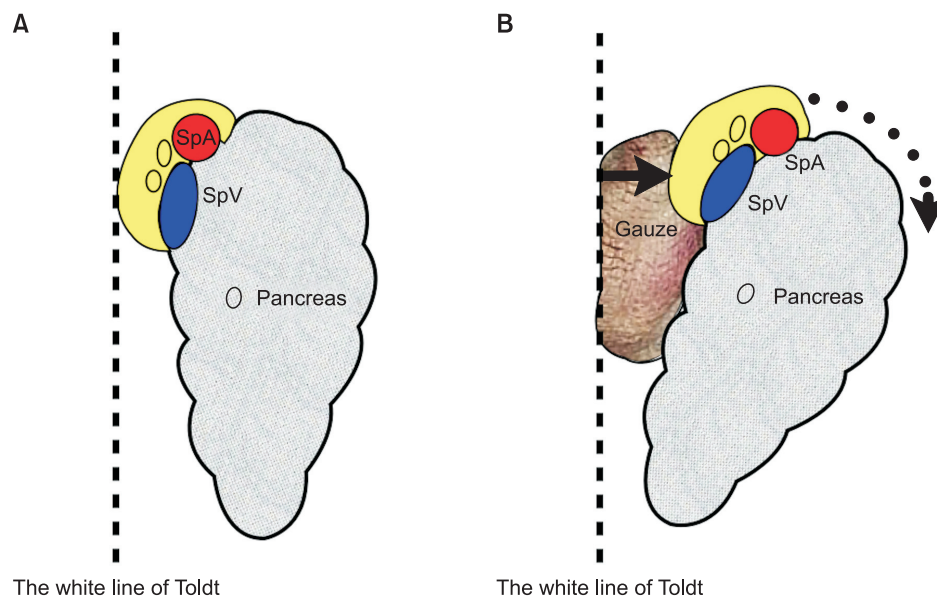 A
SpA
SpV
Pancreas
The white line of Toldt
B
SpA
SpV
Gauze
Pancreas
The white line of Toldt